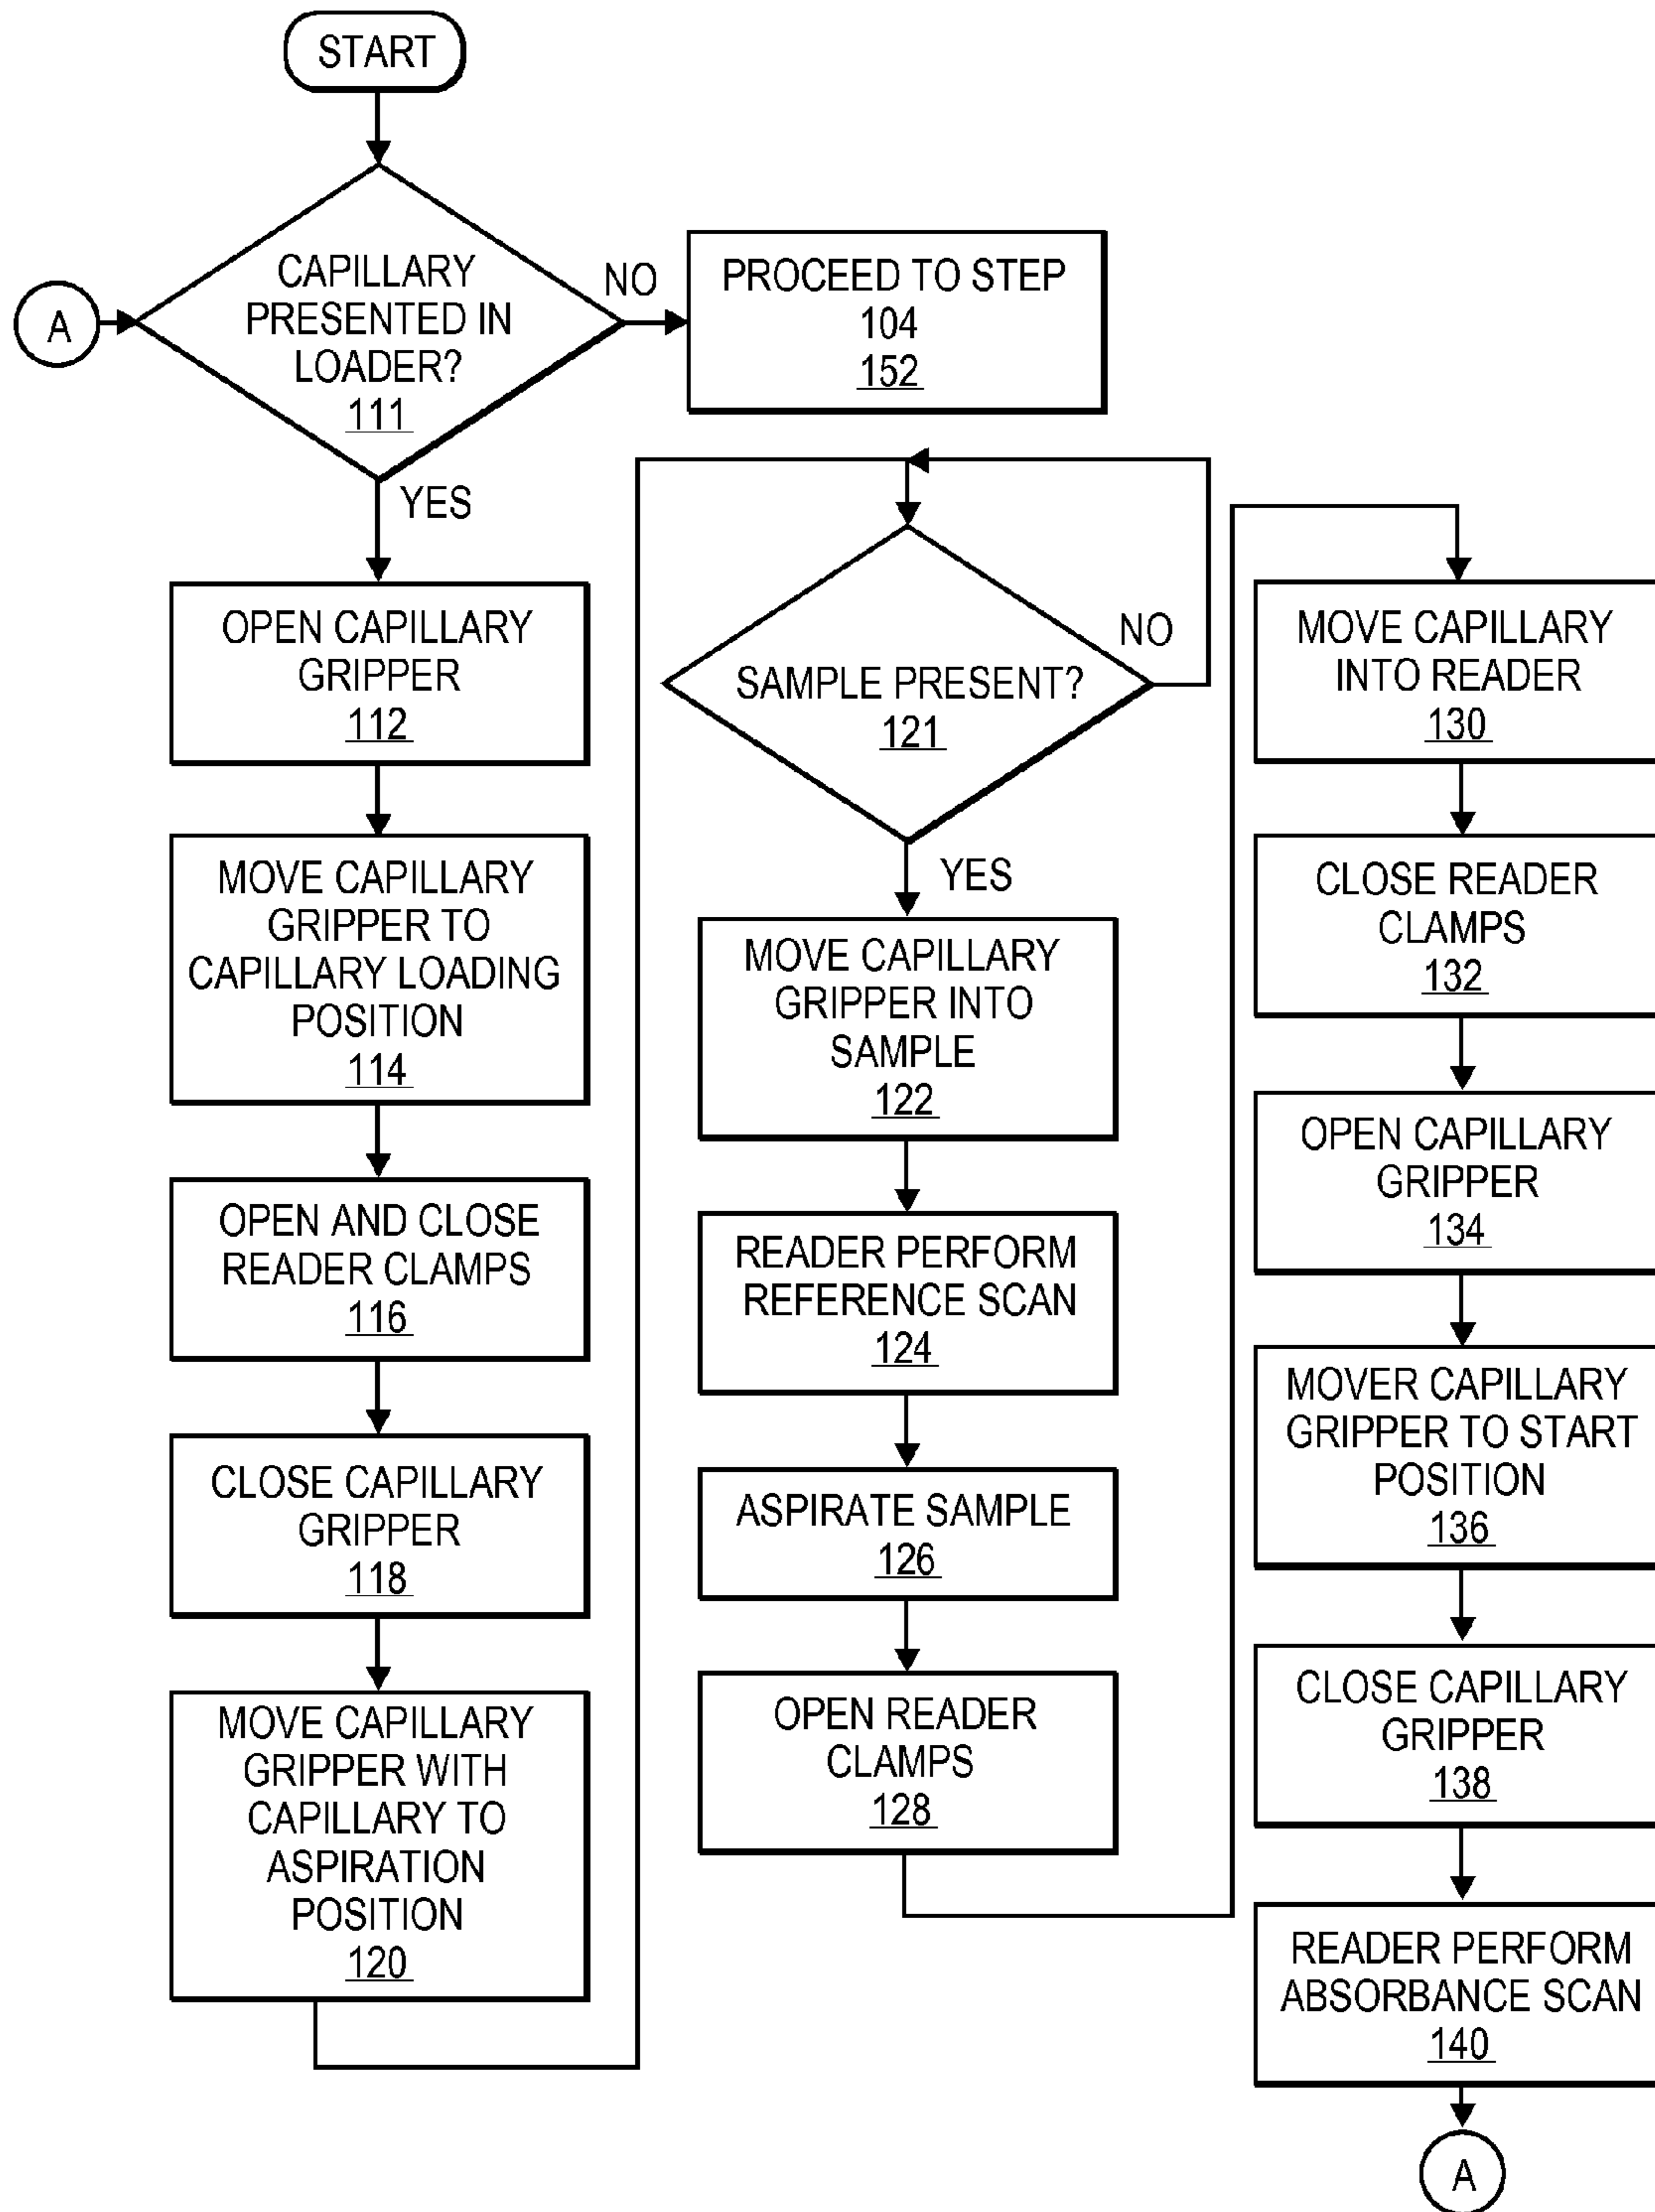 START
A
CAPILLARY
PRESENTED IN
LOADER?
111
NO
PROCEED TO STEP
104
152
YES
OPEN CAPILLARY
GRIPPER
112
MOVE CAPILLARY
GRIPPER TO
CAPILLARY LOADING
POSITION
114
OPEN AND CLOSE
READER CLAMPS
116
CLOSE CAPILLARY
GRIPPER
118
MOVE CAPILLARY
GRIPPER WITH
CAPILLARY TO
ASPIRATION
POSITION
120
SAMPLE PRESENT?
121
NO
YES
MOVE CAPILLARY
GRIPPER INTO
SAMPLE
122
READER PERFORM
REFERENCE SCAN
124
ASPIRATE SAMPLE
126
OPEN READER
CLAMPS
128
MOVE CAPILLARY
INTO READER
130
CLOSE READER
CLAMPS
132
OPEN CAPILLARY
GRIPPER
134
MOVER CAPILLARY
GRIPPER TO START
POSITION
136
CLOSE CAPILLARY
GRIPPER
138
READER PERFORM
ABSORBANCE SCAN
140
A